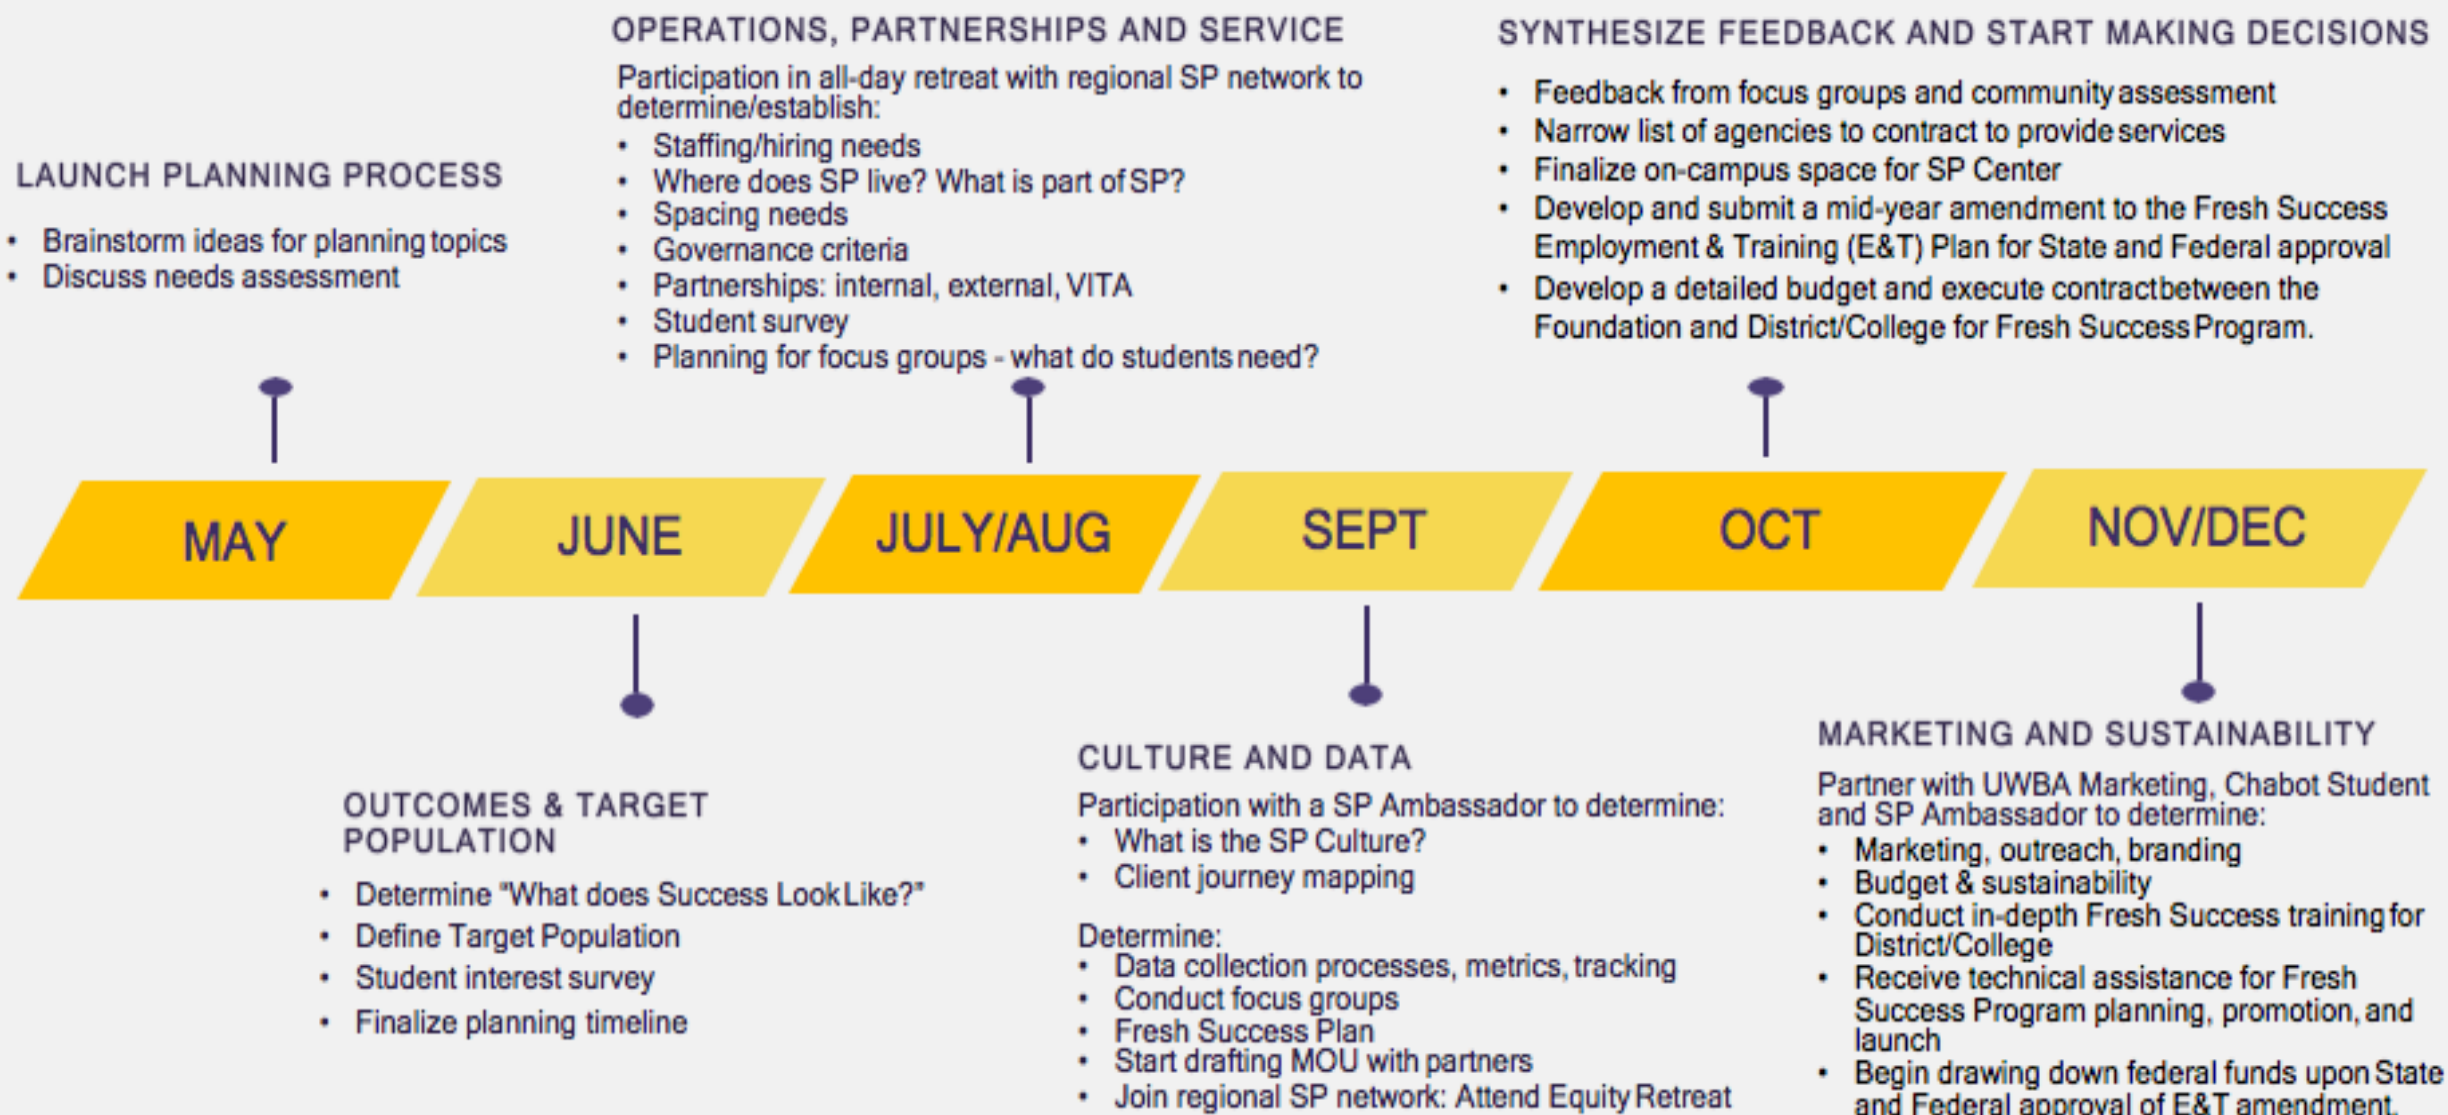 LAUNCH PLANNING PROCESS
• Brainstorm ideas for planning topics
• Discuss needs assessment
OPERATIONS, PARTNERSHIPS AND SERVICE
Participation in all-day retreat with regional SP network to
determine/establish:
• Staffing/hiring needs
• Where does SP live? What is part of SP?
• Spacing needs
• Governance criteria
• Partnerships: internal, external, VITA
• Student survey
• Planning for focus groups - what do students need?
SYNTHESIZE FEEDBACK AND START MAKING DECISIONS
• Feedback from focus groups and community assessment
• Narrow list of agencies to contract to provide services
• Finalize on-campus space for SP Center
• Develop and submit a mid-year amendment to the Fresh Success
Employment & Training (E&T) Plan for State and Federal approval
• Develop a detailed budget and execute contractbetween the
Foundation and District/College for Fresh Success Program.
MAY
JUNE
JULY/AUG
SEPT
OCT
NOV/DEC
OUTCOMES & TARGET
POPULATION
• Determine "What does Success Look Like?"
• Define Target Population
• Student interest survey
• Finalize planning timeline
CULTURE AND DATA
Participation with a SP Ambassador to determine:
• What is the SP Culture?
• Client journey mapping
Determine:
• Data collection processes, metrics, tracking
• Conduct focus groups
• Fresh Success Plan
• Start drafting MOU with partners
• Join regional SP network: Attend Equity Retreat
MARKETING AND SUSTAINABILITY
Partner with UWBA Marketing, Chabot Student
and SP Ambassador to determine:
• Marketing, outreach, branding
• Budget & sustainability
• Conduct in-depth Fresh Success training for
District/College
• Receive technical assistance for Fresh
Success Program planning, promotion, and
launch
• Begin drawing down federal funds upon State
and Federal approval of E&T amendment.